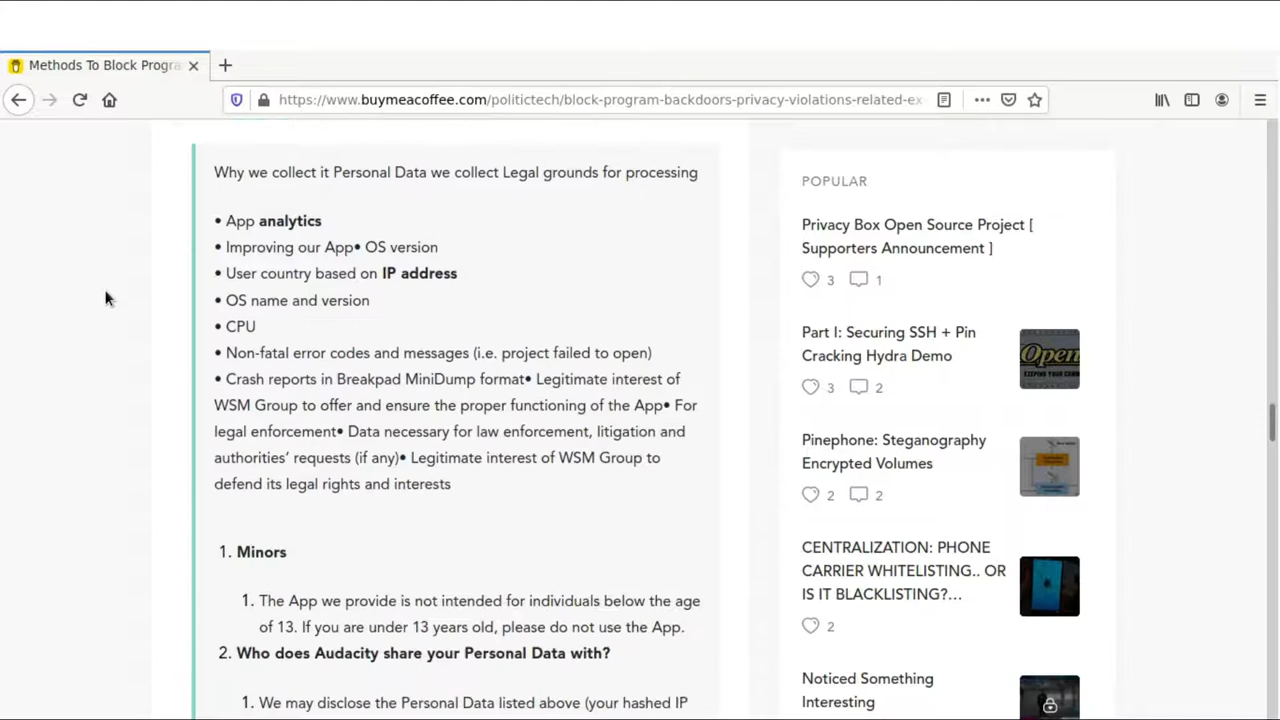 Methods To Block Progra
https://www.buymeacoffee.com/politictech/block-program-backdoors-privacy-violations-related-ex
Why we collect it Personal Data we collect Legal grounds for processing
• App analytics
• Improving our App• OS version
• User country based on IP address
• OS name and version
• CPU
• Non-fatal error codes and messages (i.e. project failed to open)
• Crash reports in Breakpad MiniDump format• Legitimate interest of
WSM Group to offer and ensure the proper functioning of the App• For
legal enforcement• Data necessary for law enforcement, litigation and
authorities’ requests (if any)• Legitimate interest of WSM Group to
defend its legal rights and interests
1. Minors
1. The App we provide is not intended for individuals below the age
of 13. If you are under 13 years old, please do not use the App.
2. Who does Audacity share your Personal Data with?
1. We may disclose the Personal Data listed above (your hashed IP
POPULAR
Privacy Box Open Source Project [
Supporters Announcement ]
3 1
Part I: Securing SSH + Pin
Cracking Hydra Demo
3 2
Open
Pinephone: Steganography
Encrypted Volumes
2 2
CENTRALIZATION: PHONE
CARRIER WHITELISTING.. OR
IS IT BLACKLISTING?...
2
Noticed Something
Interesting